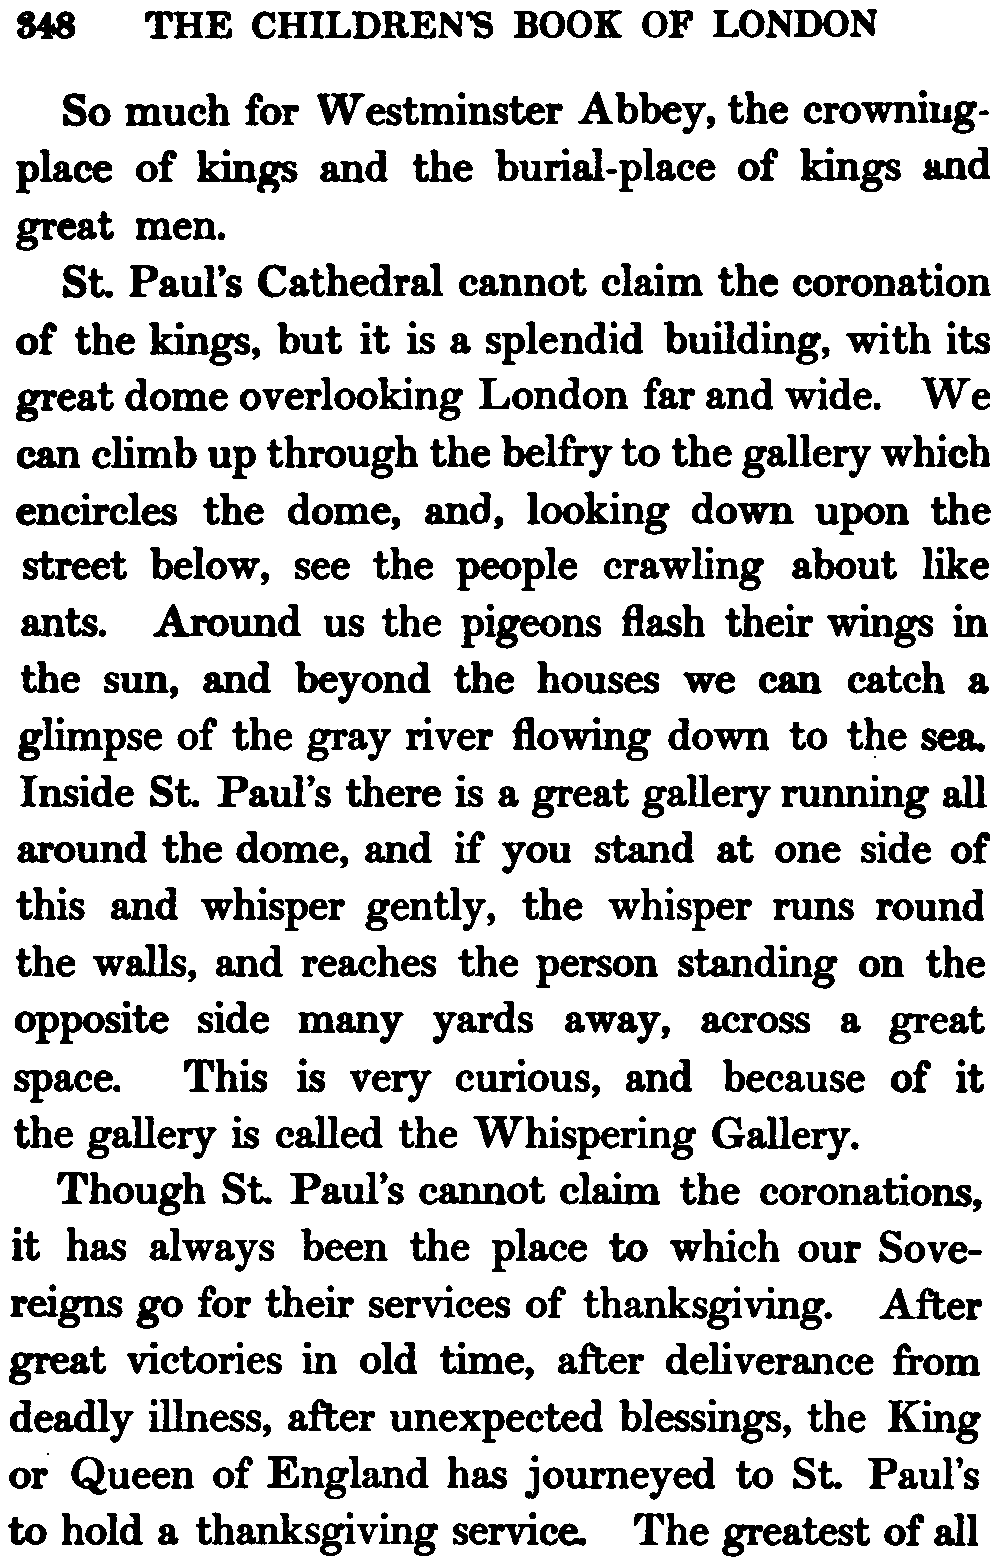 348 THE CHILDREN'S BOOK OF LONDON
So much for Westminster Abbey, the crowning-
place of kings and the burial-place of kings and
great men.
St. Paul's Cathedral cannot claim the coronation
of the kings, but it is a splendid building, with its
great dome overlooking London far and wide. We
can climb up through the belfry to the gallery which
encircles the dome, and, looking down upon the
street below, see the people crawling about like
ants. Around us the pigeons flash their wings in
the sun, and beyond the houses we can catch a
glimpse of the gray river flowing down to the sea.
Inside St. Paul's there is a great gallery running all
around the dome, and if you stand at one side of
this and whisper gently, the whisper runs round
the walls, and reaches the person standing on the
opposite side many yards away, across a great
space. This is very curious, and because of it
the gallery is called the Whispering Gallery.
Though St. Paul's cannot claim the coronations,
it has always been the place to which our Sove-
reigns go for their services of thanksgiving. After
great victories in old time, after deliverance from
deadly illness, after unexpected blessings, the King
or Queen of England has journeyed to St. Paul's
to hold a thanksgiving service. The greatest of all